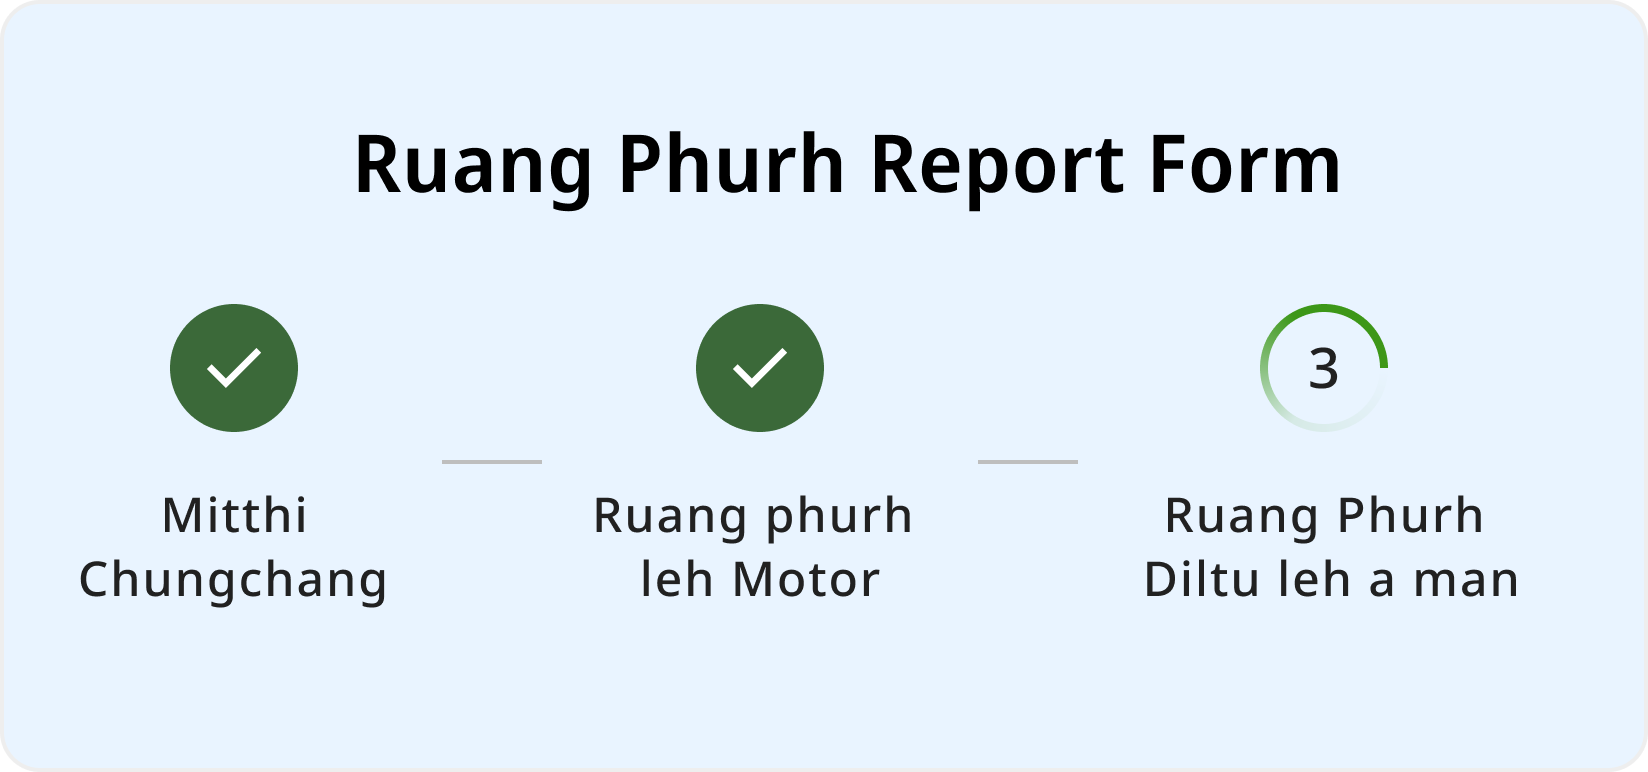 Ruang Phurh Report Form
3
Mitthi
Chungchang
Ruang phurh
leh Motor
Ruang Phurh
Diltu leh a man